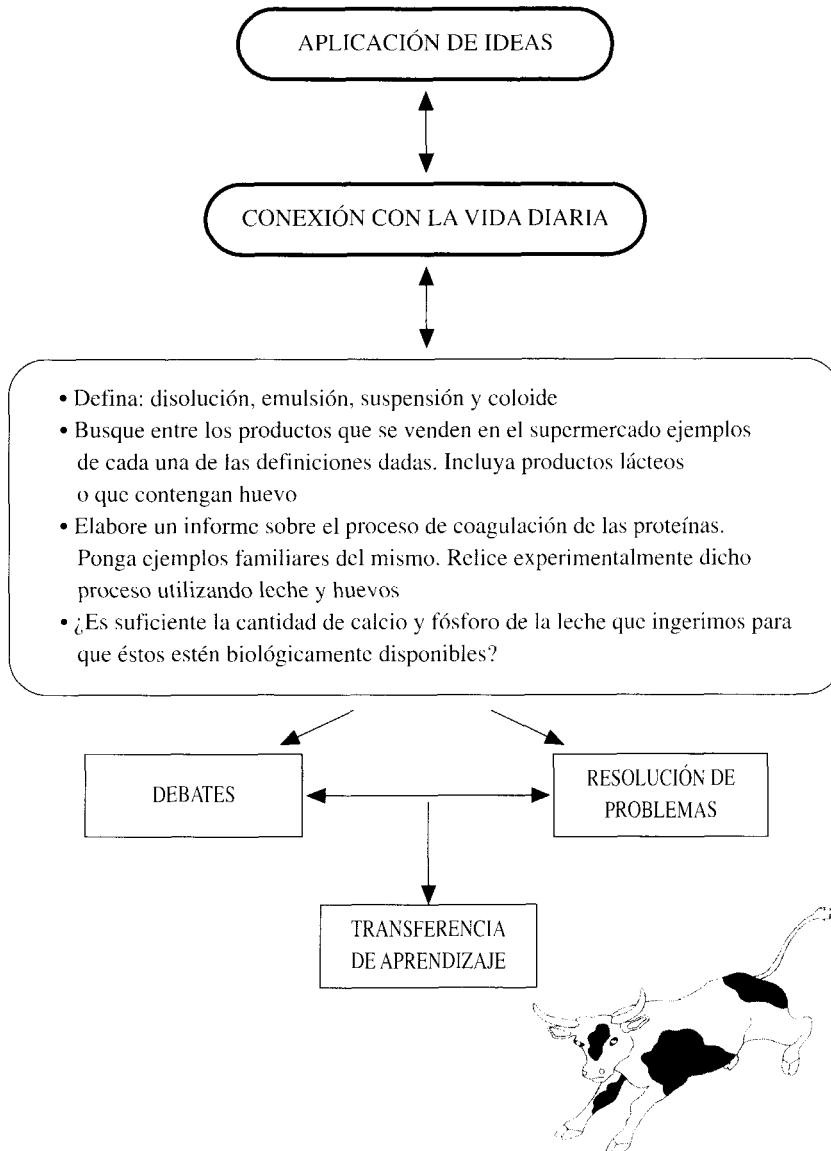 APLICACIÓN DE IDEAS
CONEXIÓN CON LA VIDA DIARIA
• Defina: disolución, emulsión, suspensión y coloide
• Busque entre los productos que se venden en el supermercado ejemplos
de cada una de las definiciones dadas. Incluya productos lácteos
o que contengan huevo
• Elabore un informe sobre el proceso de coagulación de las proteínas.
Ponga ejemplos familiares del mismo. Relice experimentalmente dicho
proceso utilizando leche y huevos
• ¿Es suficiente la cantidad de calcio y fósforo de la leche que ingerimos para
que éstos estén biológicamente disponibles?
DEBATES
RESOLUCIÓN DE
PROBLEMAS
TRANSFERENCIA
DE APRENDIZAJE